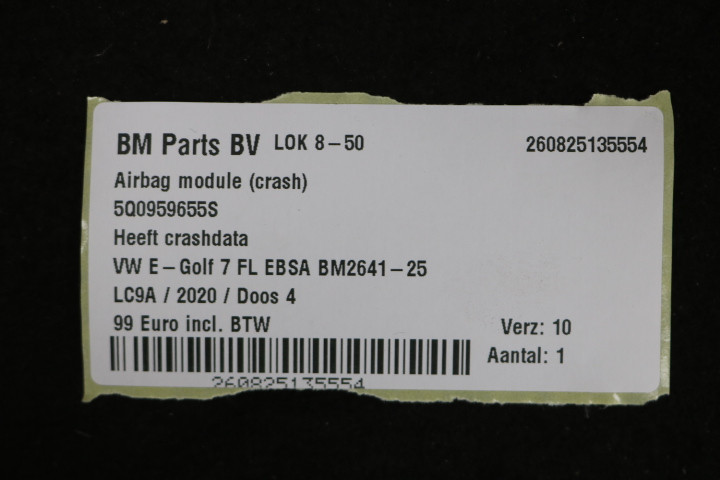 BM Parts BV LOK 8-50 260825135554
Airbag module (crash)
5Q0959655S
Heeft crashdata
VW E-Golf 7 FL EBSA BM2641-25
LC9A / 2020 / Doos 4
99 Euro incl. BTW Verz: 10
Aantal: 1
260825135554